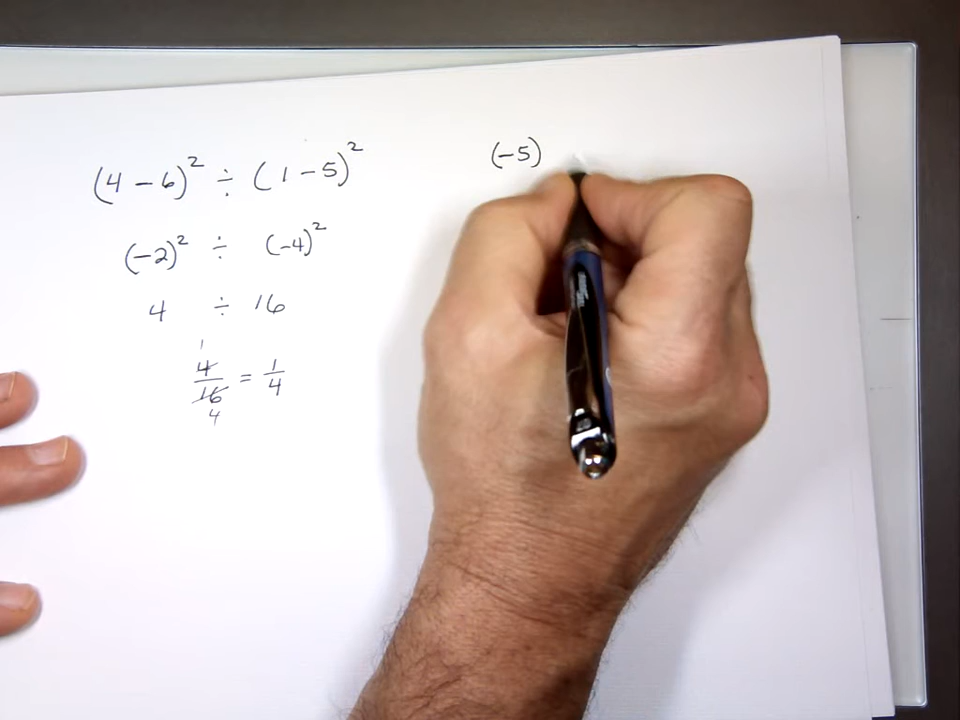 (4 - 6)² ÷ (1 - 5)²
(-2)² ÷ (-4)²
4 ÷ 16
1
4/16 = 1/4
4
(-5)